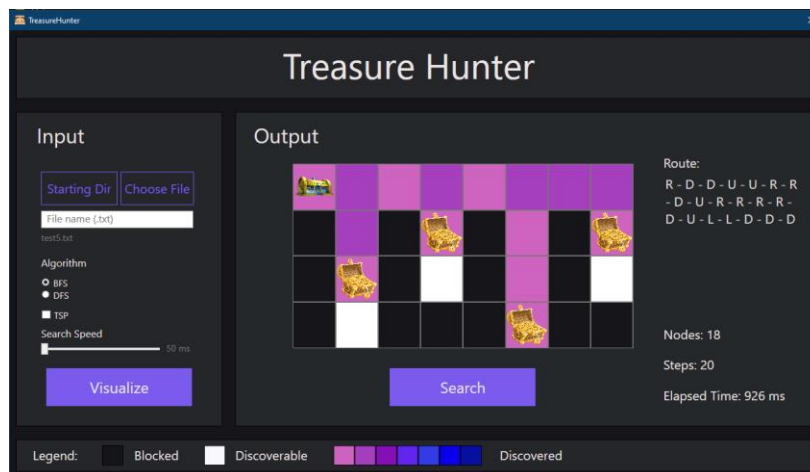 TreasureHunter
Treasure Hunter
Input
Starting Dir Choose File
File name (.txt)
test5.txt
Algorithm
BFS
DFS
TSP
Search Speed
50 ms
Visualize
Output
Search
Route:
R - D - D - U - U - R - R
- D - U - R - R - R - R -
D - U - L - L - D - D - D
Nodes: 18
Steps: 20
Elapsed Time: 926 ms
Legend: Blocked Discoverable Discovered